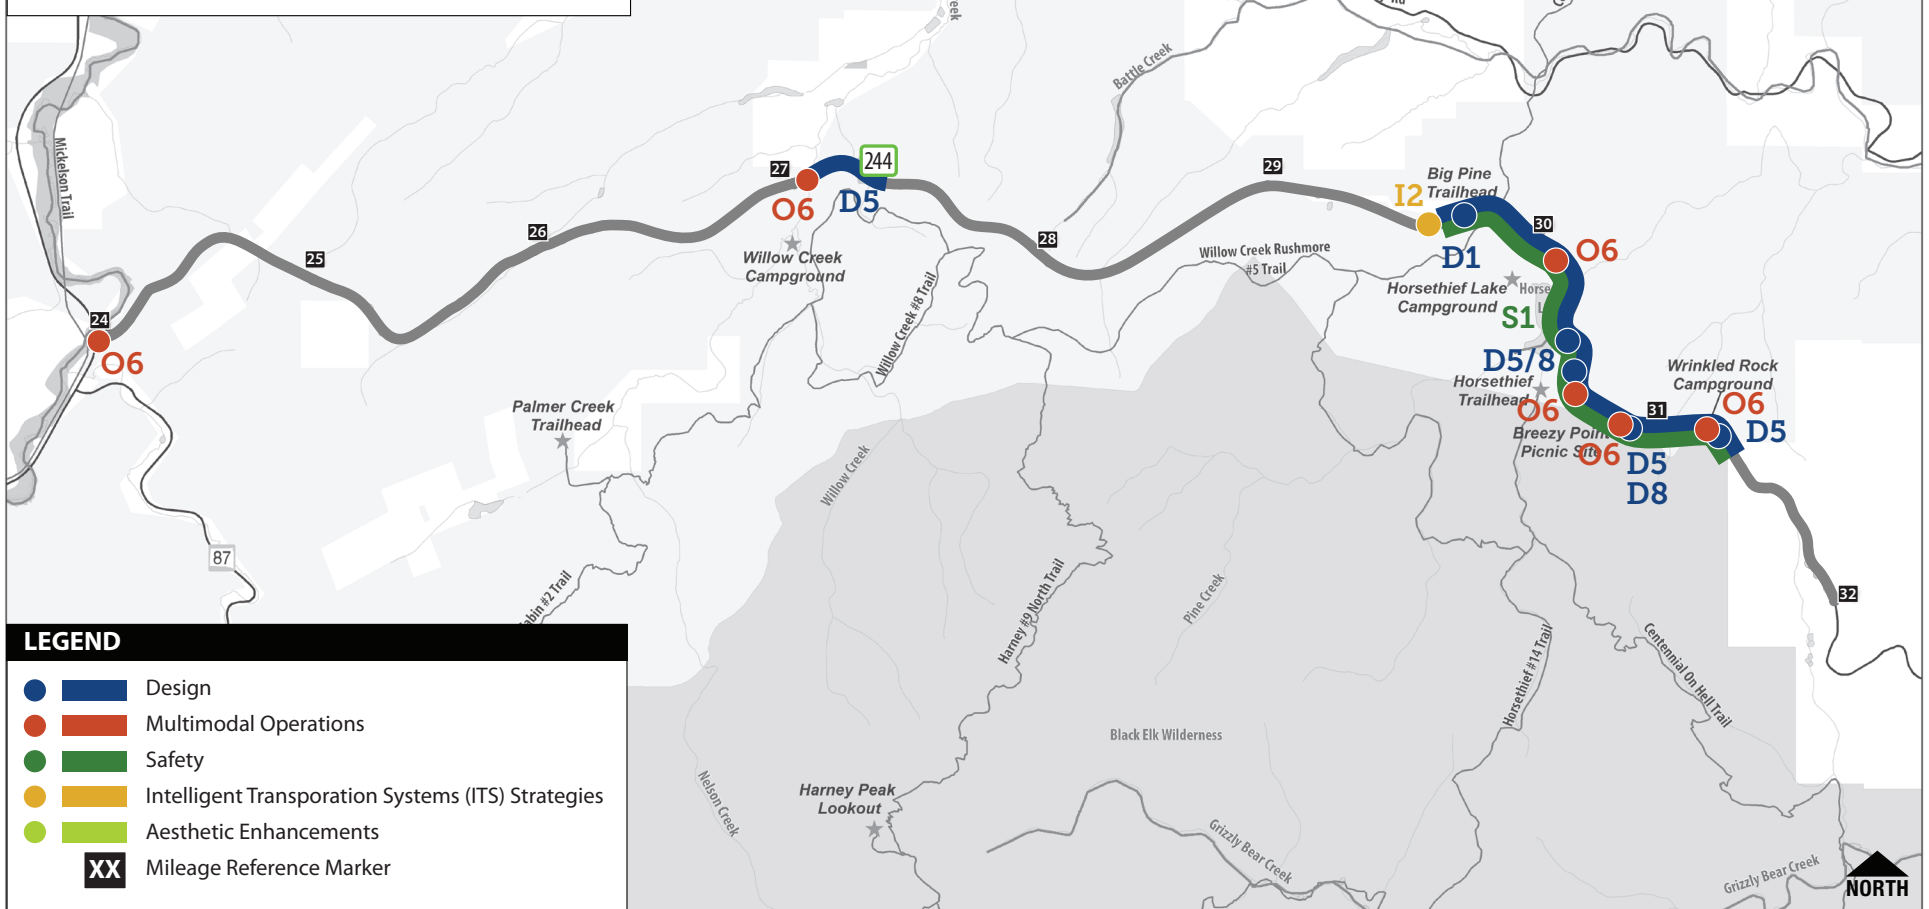 Battle Creek
Mickelson Trail
27
244
29
Big Pine
Trailhead
I2
O6
D5
26
30
O6
28
25
Willow Creek Rushmore
#5 Trail
D1
Willow Creek
Campground
Horsethief Lake
Campground
Horse
L
Willow Creek #8 Trail
24
O6
S1
D5/8
Wrinkled Rock
Campground
Horsethief
Trailhead
O6
31
O6
D5
Palmer Creek
Trailhead
Breezy Point
Picnic Site
O6
D5
D8
Willow Creek
87
abin #2 Trail
Harney #9 North Trail
Pine Creek
32
Horsethief #14 Trail
Centennial On Hell Trail
Black Elk Wilderness
Nelson Creek
Harney Peak
Lookout
Grizzly Bear Creek
Grizzly Bear Creek
NORTH
LEGEND
Design
Multimodal Operations
Safety
Intelligent Transporation Systems (ITS) Strategies
Aesthetic Enhancements
XX Mileage Reference Marker